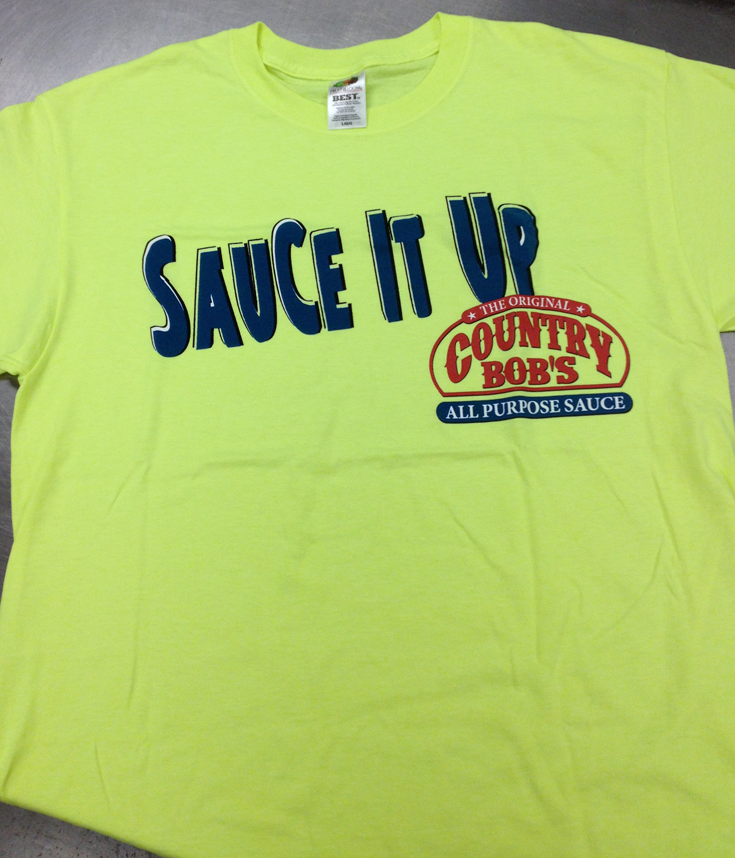 BEST.
SAUCE IT UP
THE ORIGINAL
COUNTRY
BOB'S
ALL PURPOSE SAUCE